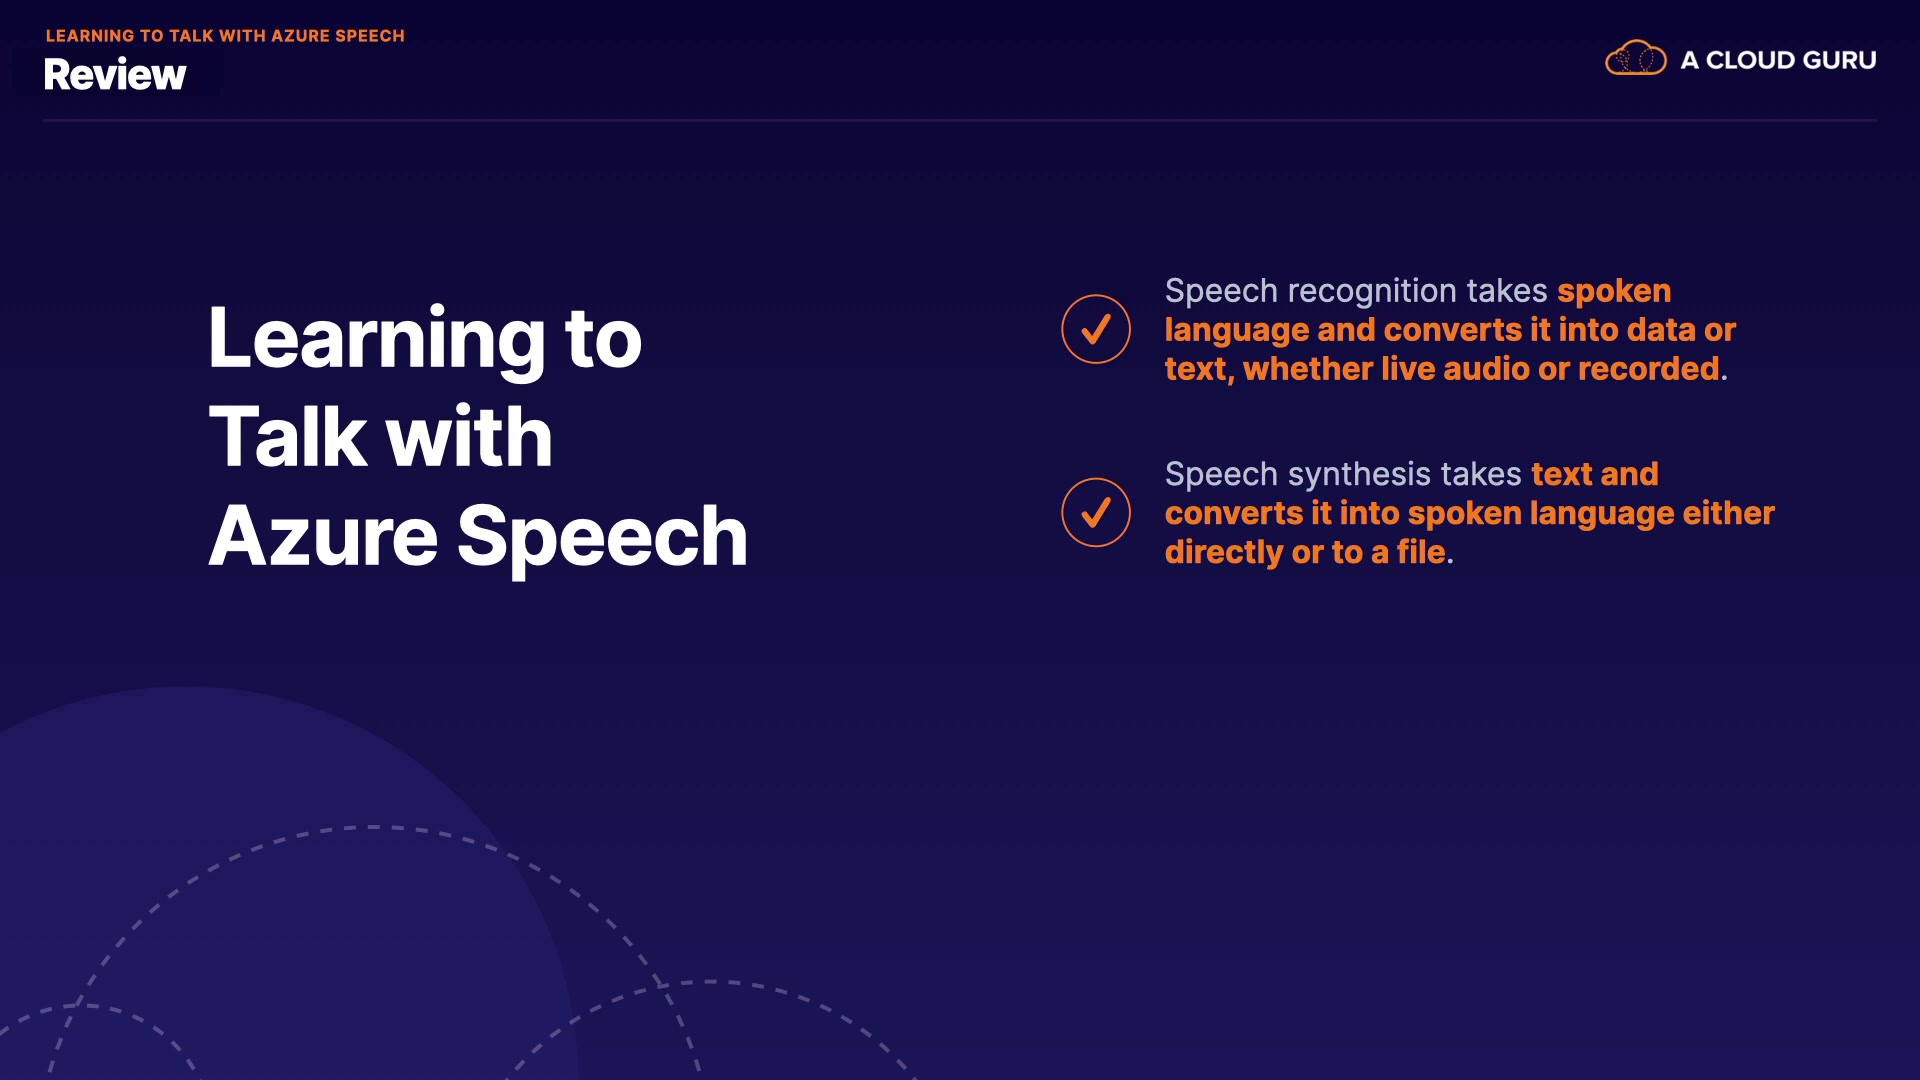 LEARNING TO TALK WITH AZURE SPEECH
Review
A CLOUD GURU
Learning to
Talk with
Azure Speech
Speech recognition takes spoken
language and converts it into data or
text, whether live audio or recorded.
Speech synthesis takes text and
converts it into spoken language either
directly or to a file.